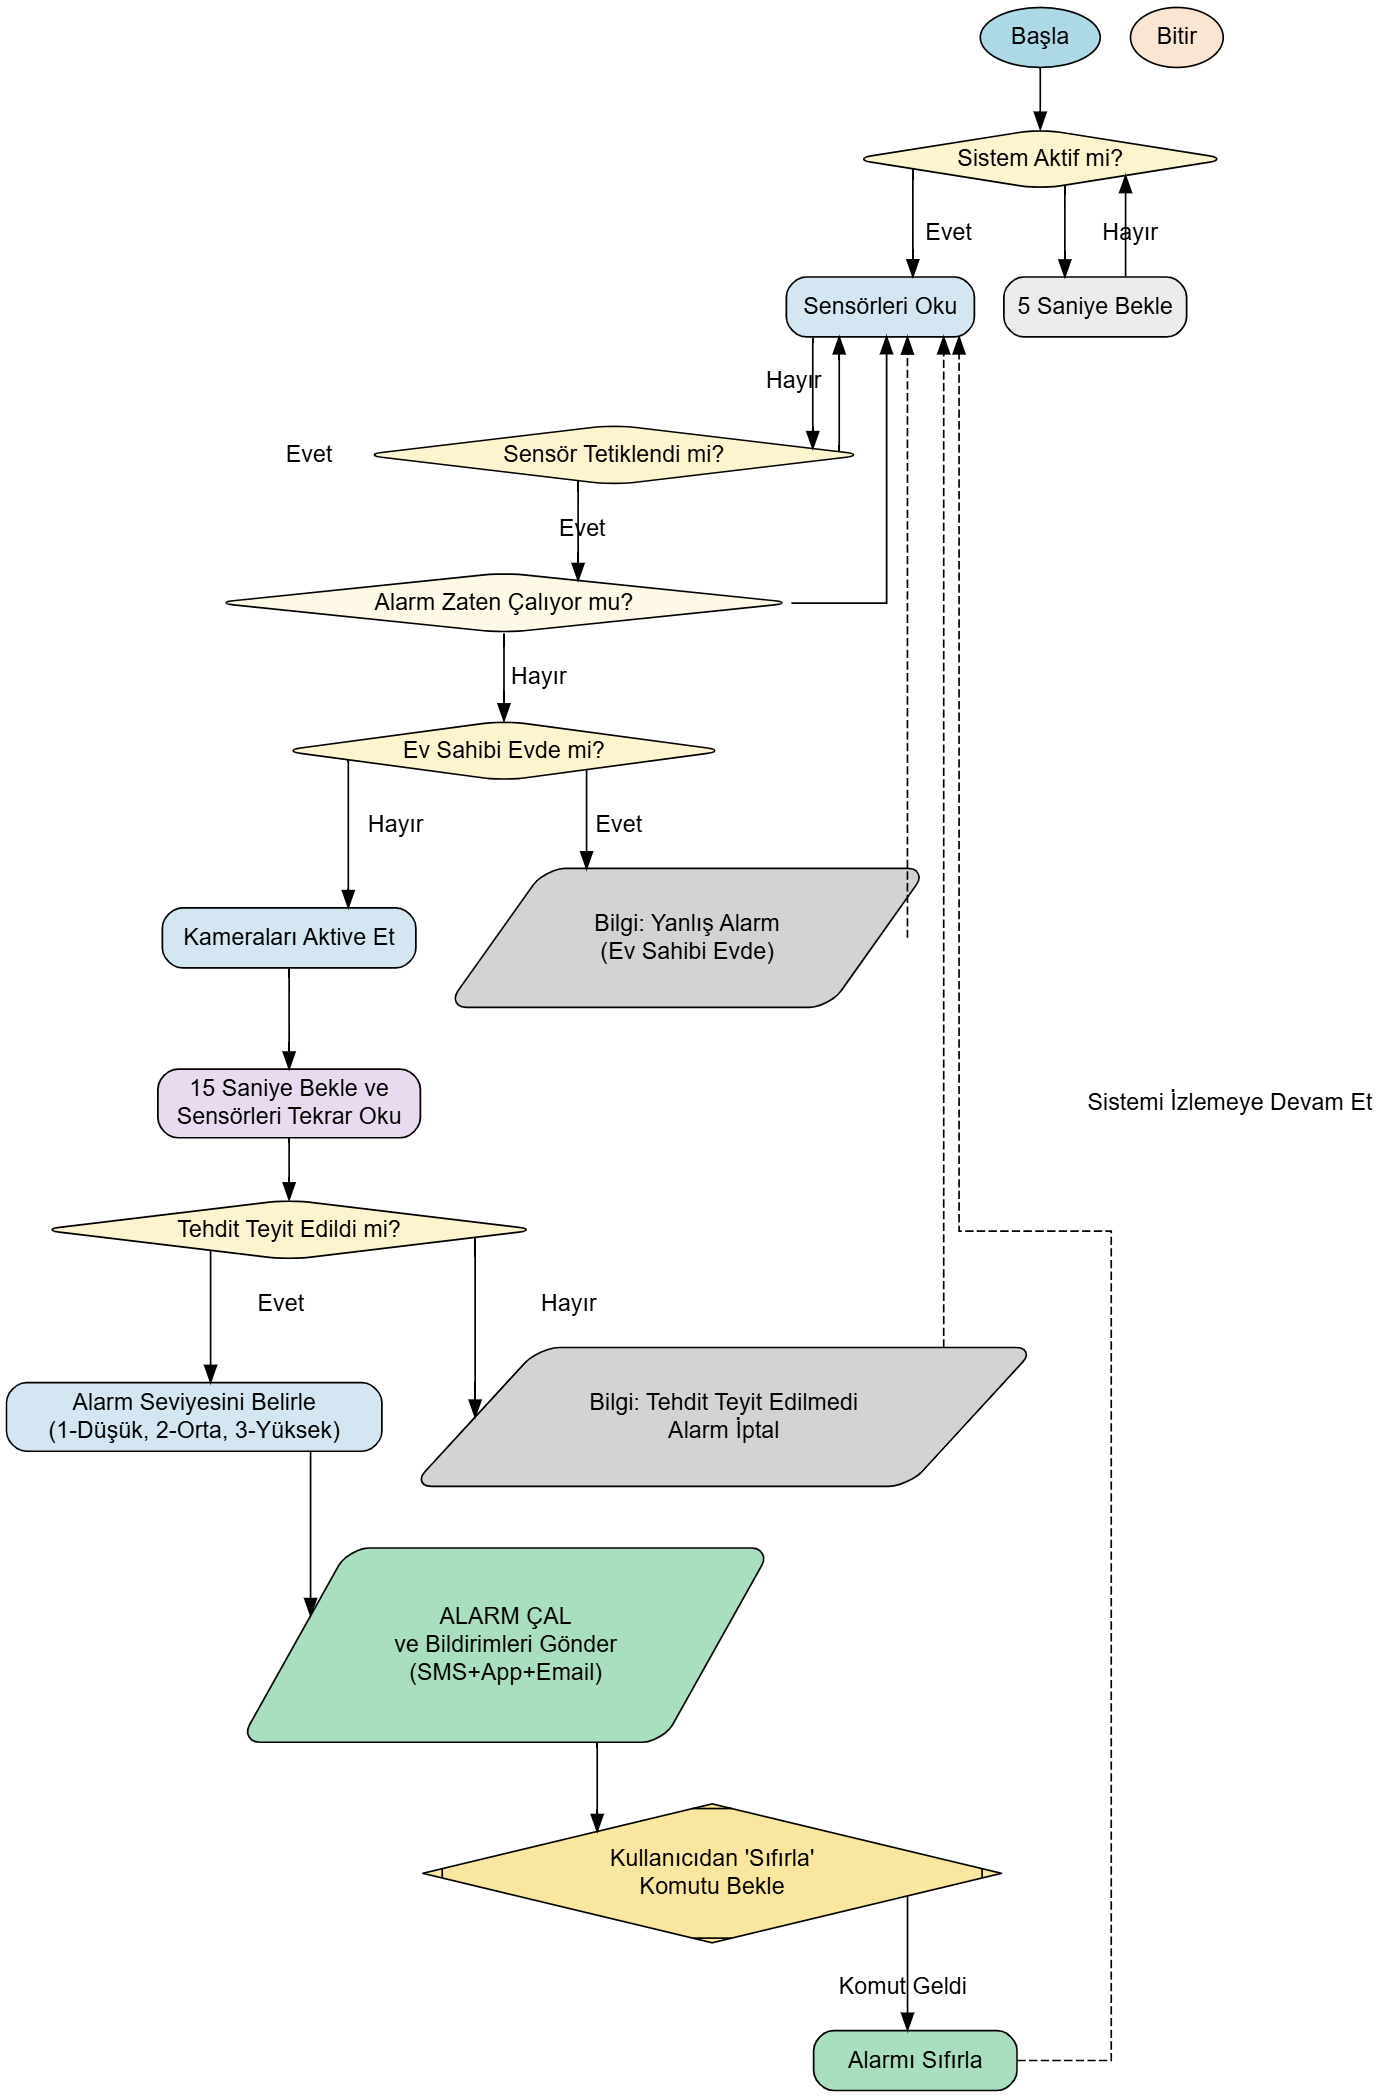 Başla
Bitir
Sistem Aktif mi?
Evet
Hayır
Sensörleri Oku
5 Saniye Bekle
Hayır
Evet
Sensör Tetiklendi mi?
Evet
Alarm Zaten Çalıyor mu?
Hayır
Ev Sahibi Evde mi?
Hayır
Evet
Kameraları Aktive Et
Bilgi: Yanlış Alarm
(Ev Sahibi Evde)
15 Saniye Bekle ve
Sensörleri Tekrar Oku
Sistemi İzlemeye Devam Et
Tehdit Teyit Edildi mi?
Evet
Hayır
Alarm Seviyesini Belirle
(1-Düşük, 2-Orta, 3-Yüksek)
Bilgi: Tehdit Teyit Edilmedi
Alarm İptal
ALARM ÇAL
ve Bildirimleri Gönder
(SMS+App+Email)
Kullanıcıdan 'Sıfırla'
Komutu Bekle
Komut Geldi
Alarmı Sıfırla